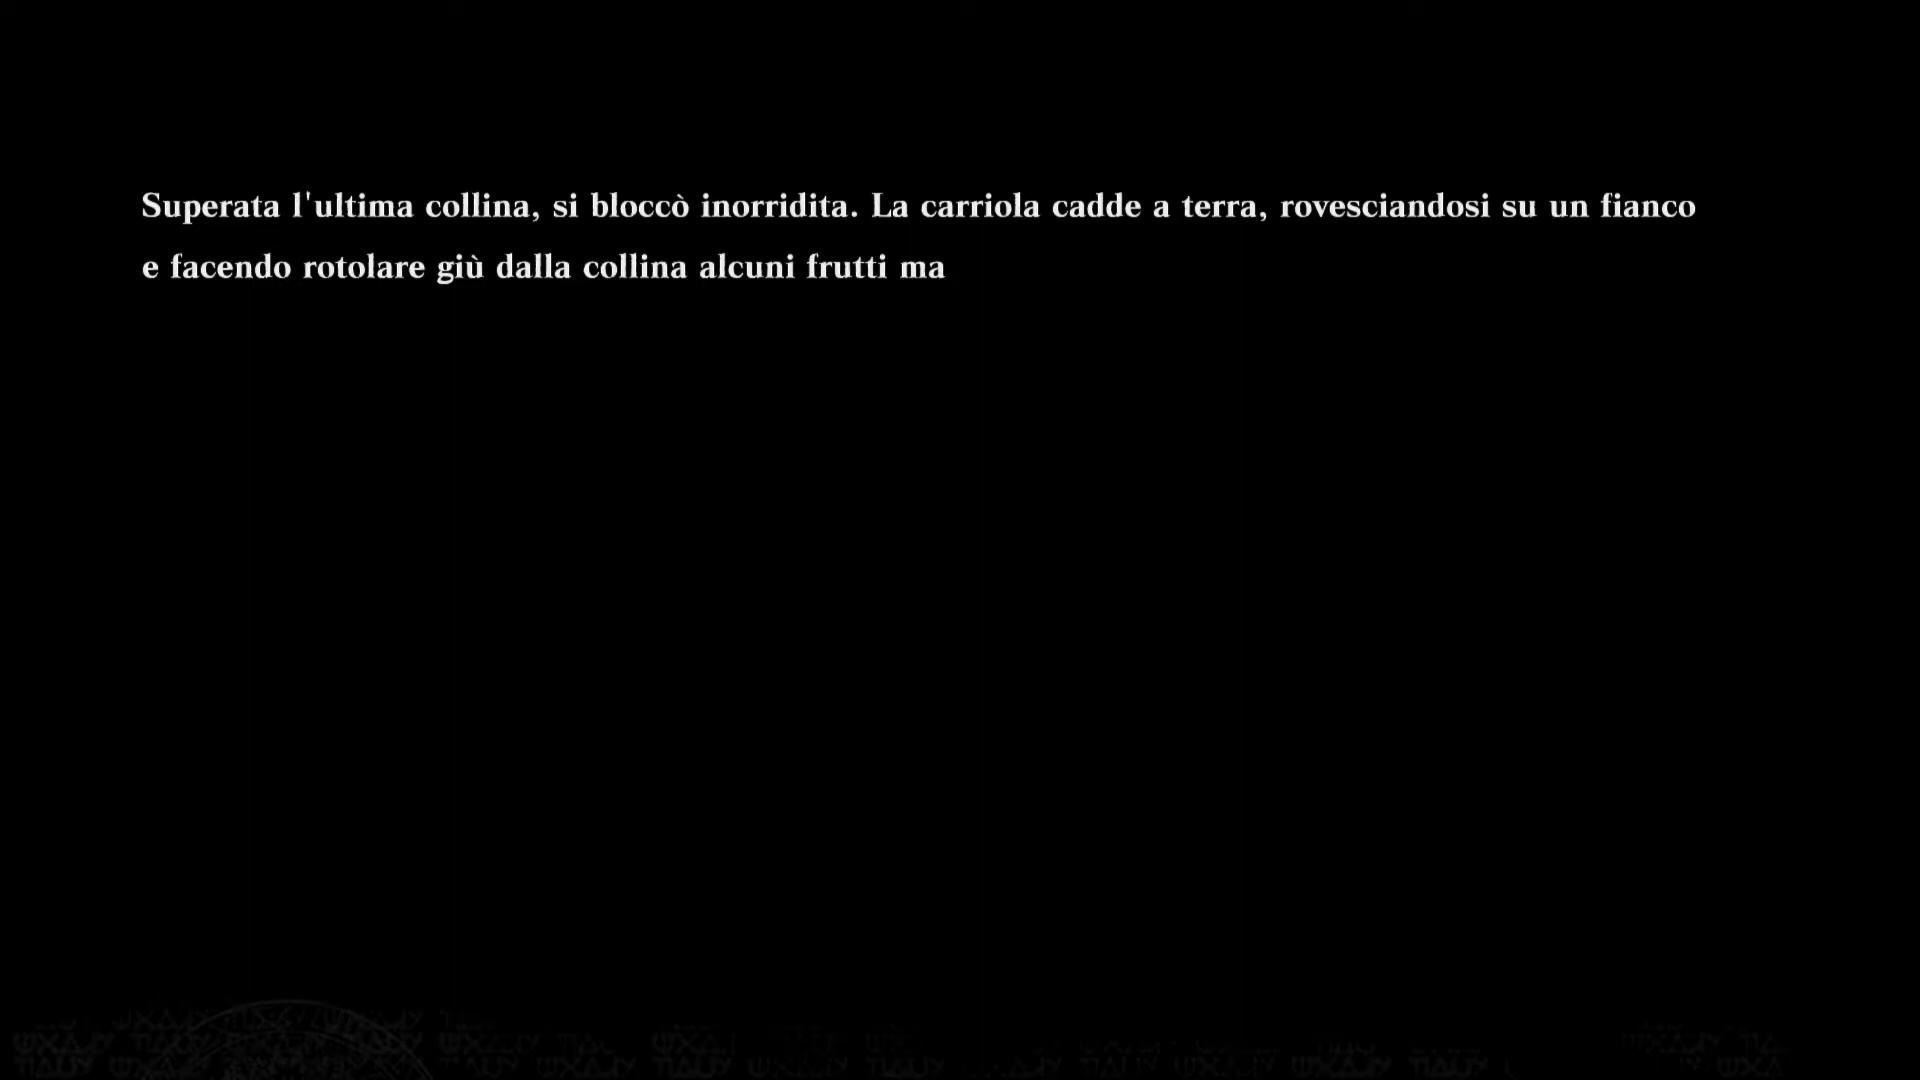 Superata l'ultima collina, si bloccò inorridita. La carriola cadde a terra, rovesciandosi su un fianco
e facendo rotolare giù dalla collina alcuni frutti ma